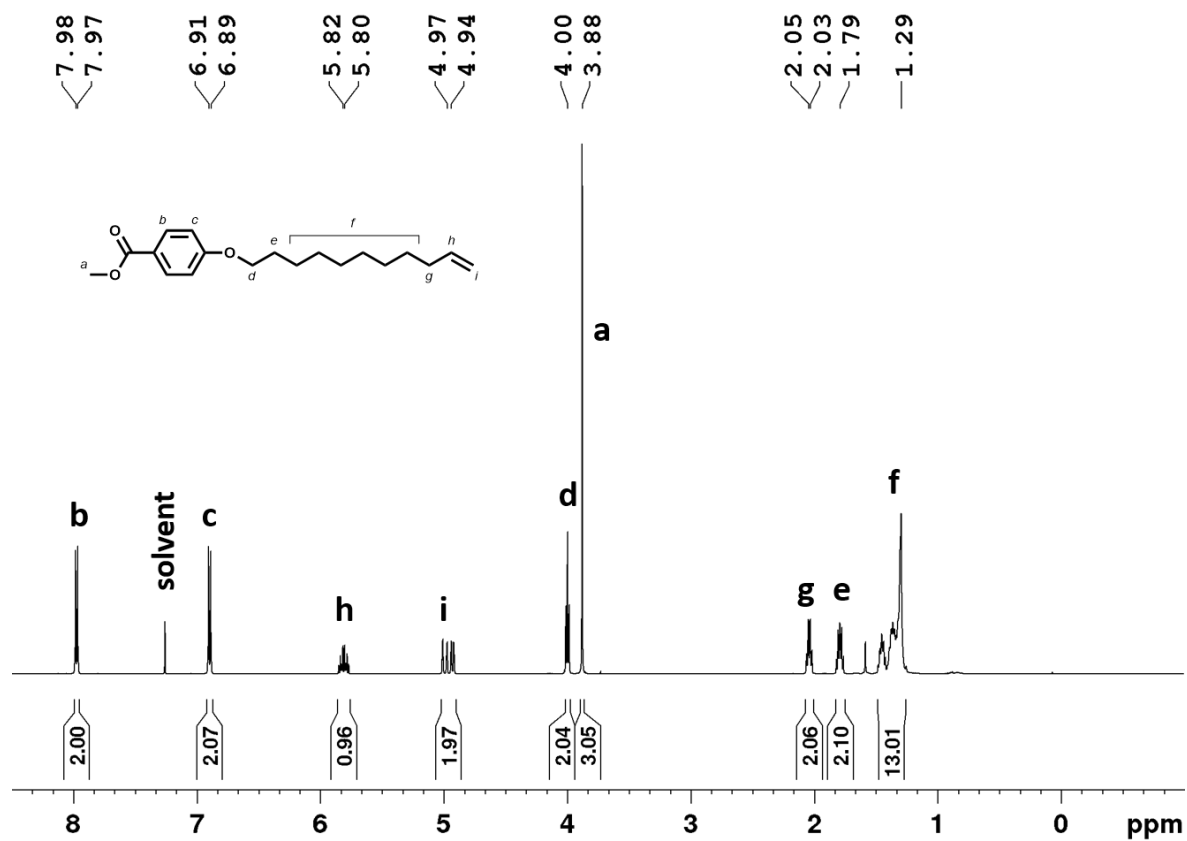 7.98
7.97
6.91
6.89
5.82
5.80
4.97
4.94
4.00
3.88
2.05
2.03
1.79
1.29
b
c
e
f
h
O
a
O
O
d
g
i
a
b
solvent
c
h
i
d
g
e
f
2.00
2.07
0.96
1.97
2.04
3.05
2.06
2.10
13.01
8 7 6 5 4 3 2 1 0 ppm